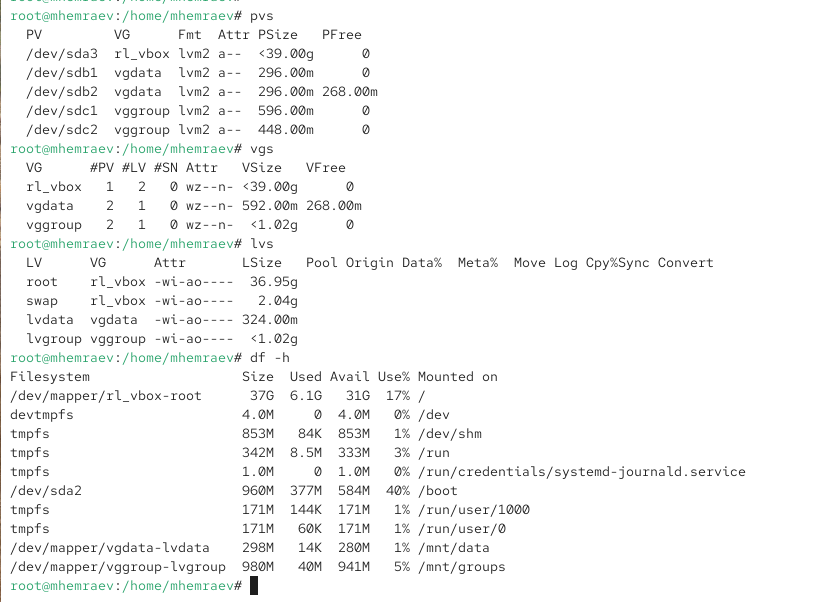 root@mhemraev:/home/mhemraev# pvs
  PV         VG      Fmt  Attr PSize   PFree
  /dev/sda3  rl_vbox lvm2 a--  <39.00g      0
  /dev/sdb1  vgdata  lvm2 a--  296.00m      0
  /dev/sdb2  vgdata  lvm2 a--  296.00m 268.00m
  /dev/sdc1  vggroup lvm2 a--  596.00m      0
  /dev/sdc2  vggroup lvm2 a--  448.00m      0
root@mhemraev:/home/mhemraev# vgs
  VG      #PV #LV #SN Attr   VSize   VFree
  rl_vbox   1   2   0 wz--n- <39.00g      0
  vgdata    2   1   0 wz--n- 592.00m 268.00m
  vggroup   2   1   0 wz--n-  <1.02g      0
root@mhemraev:/home/mhemraev# lvs
  LV      VG      Attr       LSize   Pool Origin Data%  Meta%  Move Log Cpy%Sync Convert
  root    rl_vbox -wi-ao----  36.95g
  swap    rl_vbox -wi-ao----   2.04g
  lvdata  vgdata  -wi-ao---- 324.00m
  lvgroup vggroup -wi-ao----  <1.02g
root@mhemraev:/home/mhemraev# df -h
Filesystem                   Size  Used Avail Use% Mounted on
/dev/mapper/rl_vbox-root      37G  6.1G   31G  17% /
devtmpfs                     4.0M     0  4.0M   0% /dev
tmpfs                        853M   84K  853M   1% /dev/shm
tmpfs                        342M  8.5M  333M   3% /run
tmpfs                        1.0M     0  1.0M   0% /run/credentials/systemd-journald.service
/dev/sda2                    960M  377M  584M  40% /boot
tmpfs                        171M  144K  171M   1% /run/user/1000
tmpfs                        171M   60K  171M   1% /run/user/0
/dev/mapper/vgdata-lvdata    298M   14K  280M   1% /mnt/data
/dev/mapper/vggroup-lvgroup  980M   40M  941M   5% /mnt/groups
root@mhemraev:/home/mhemraev#